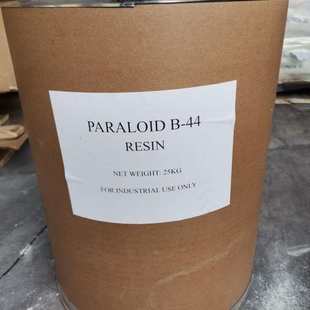 PARALOID B-44
RESIN
NET WEIGHT: 25KG
FOR INDUSTRIAL USE ONLY